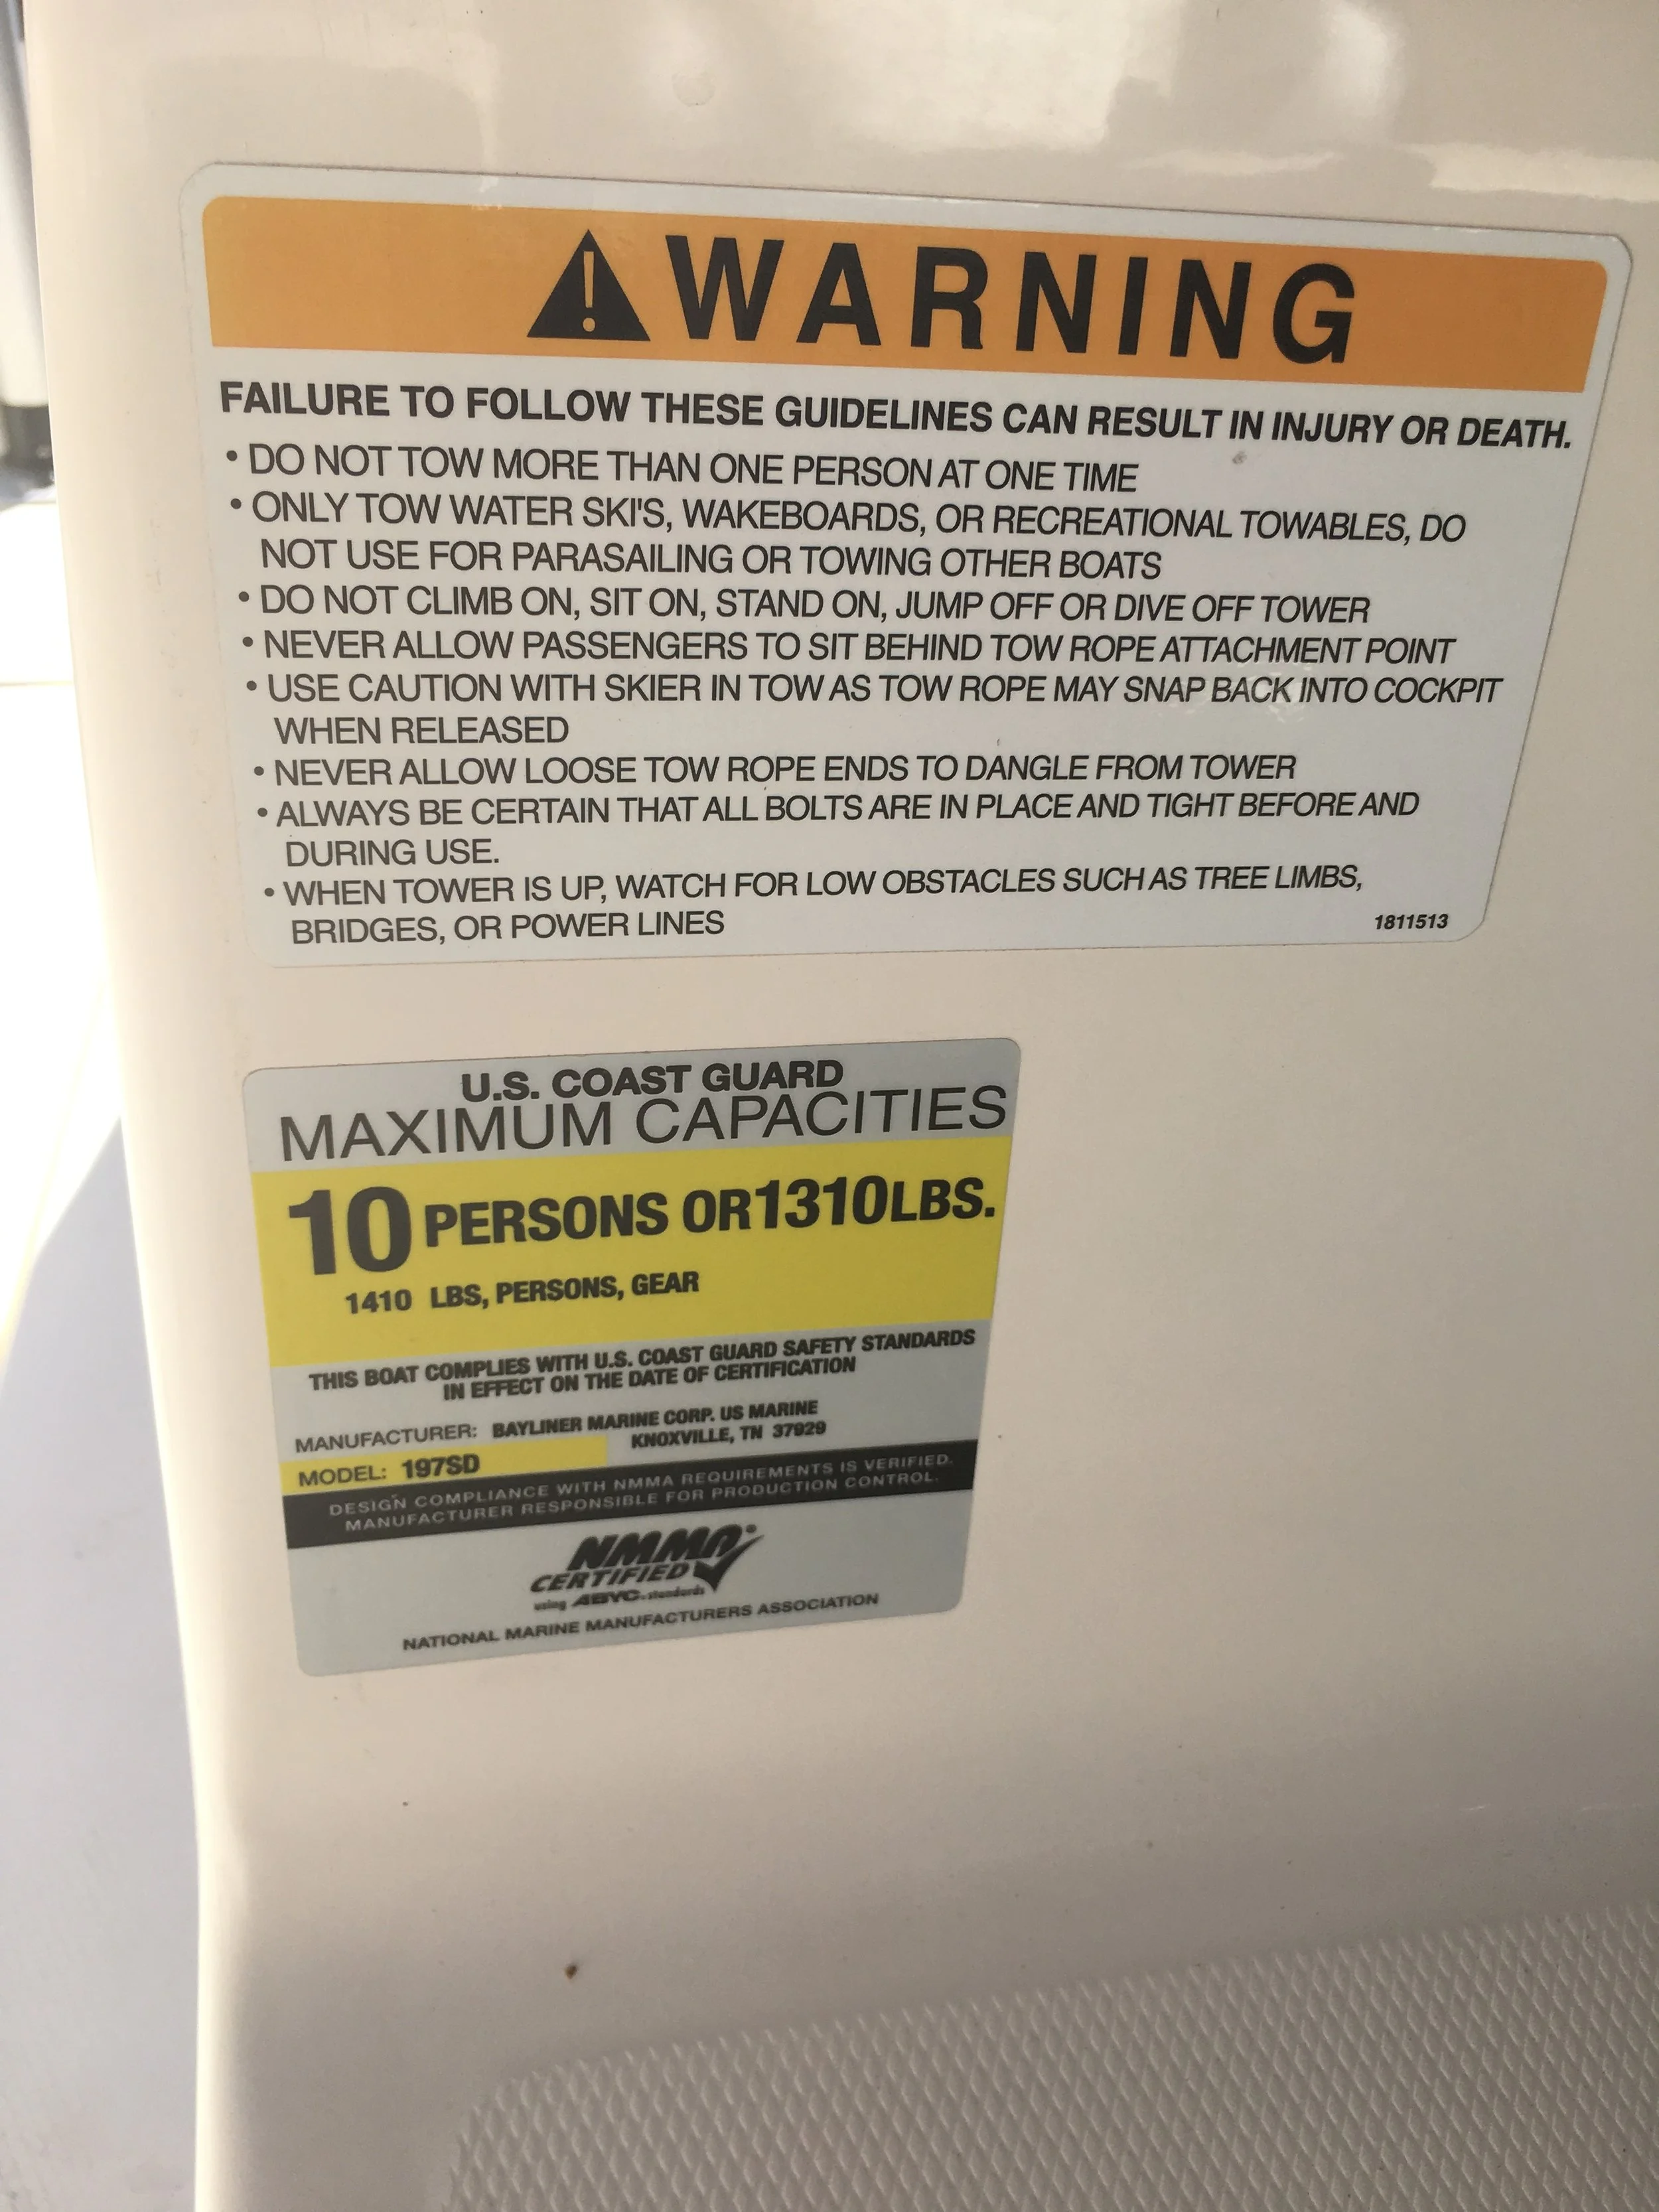 WARNING
FAILURE TO FOLLOW THESE GUIDELINES CAN RESULT IN INJURY OR DEATH.
• DO NOT TOW MORE THAN ONE PERSON AT ONE TIME
• ONLY TOW WATER SKI'S, WAKEBOARDS, OR RECREATIONAL TOWABLES, DO
NOT USE FOR PARASAILING OR TOWING OTHER BOATS
• DO NOT CLIMB ON, SIT ON, STAND ON, JUMP OFF OR DIVE OFF TOWER
• NEVER ALLOW PASSENGERS TO SIT BEHIND TOW ROPE ATTACHMENT POINT
• USE CAUTION WITH SKIER IN TOW AS TOW ROPE MAY SNAP BACK INTO COCKPIT
WHEN RELEASED
• NEVER ALLOW LOOSE TOW ROPE ENDS TO DANGLE FROM TOWER
• ALWAYS BE CERTAIN THAT ALL BOLTS ARE IN PLACE AND TIGHT BEFORE AND
DURING USE.
• WHEN TOWER IS UP, WATCH FOR LOW OBSTACLES SUCH AS TREE LIMBS,
BRIDGES, OR POWER LINES
1811513
U.S. COAST GUARD
MAXIMUM CAPACITIES
10 PERSONS OR 1310 LBS.
1410 LBS, PERSONS, GEAR
THIS BOAT COMPLIES WITH U.S. COAST GUARD SAFETY STANDARDS
IN EFFECT ON THE DATE OF CERTIFICATION
MANUFACTURER: BAYLINER MARINE CORP. US MARINE
KNOXVILLE, TN 37929
MODEL: 197SD
DESIGN COMPLIANCE WITH NMMA REQUIREMENTS IS VERIFIED.
MANUFACTURER RESPONSIBLE FOR PRODUCTION CONTROL.
NMMA®
CERTIFIED
using ABYC standards
NATIONAL MARINE MANUFACTURERS ASSOCIATION